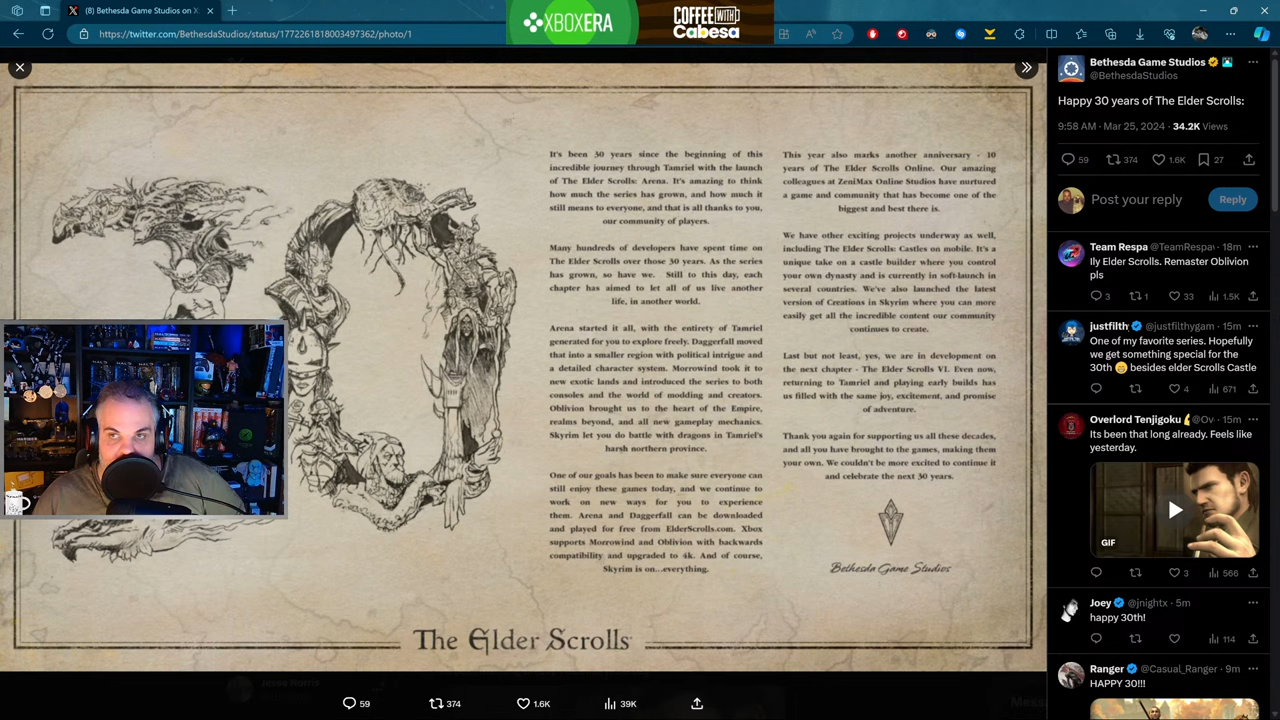 (8) Bethesda Game Studios on X
https://twitter.com/BethesdaStudios/status/1772261818003497362/photo/1
XBOXERA
COFFEE WITH
Cabesa
It's been 30 years since the beginning of this
incredible journey through Tamriel with the launch
of The Elder Scrolls: Arena. It's amazing to think
how much the series has grown, and how much it
still means to everyone, and that is all thanks to you,
our community of players.
Many hundreds of developers have spent time on
The Elder Scrolls over those 30 years. As the series
has grown, so have we. Still to this day, each
chapter has aimed to let all of us live another
life, in another world.
Arena started it all, with the entirety of Tamriel
generated for you to explore freely. Daggerfall moved
that into a smaller region with political intrigue and
a detailed character system. Morrowind took it to
new exotic lands and introduced the series to both
consoles and the world of modding and creators.
Oblivion brought us to the heart of the Empire,
realms beyond, and all new gameplay mechanics.
Skyrim let you do battle with dragons in Tamriel's
harsh northern province.
One of our goals has been to make sure everyone can
still enjoy these games today, and we continue to
work on new ways for you to experience
them. Arena and Daggerfall can be downloaded
and played for free from ElderScrolls.com. Xbox
supports Morrowind and Oblivion with backwards
compatibility and upgraded to 4k. And of course,
Skyrim is on...everything.
This year also marks another anniversary - 10
years of The Elder Scrolls Online. Our amazing
colleagues at ZeniMax Online Studios have nurtured
a game and community that has become one of the
biggest and best there is.
We have other exciting projects underway as well,
including The Elder Scrolls: Castles on mobile. It's a
unique take on a castle builder where you control
your own dynasty and is currently in soft-launch in
several countries. We've also launched the latest
version of Creations in Skyrim where you can more
easily get all the incredible content our community
continues to create.
Last but not least, yes, we are in development on
the next chapter - The Elder Scrolls VI. Even now,
returning to Tamriel and playing early builds has
us filled with the same joy, excitement, and promise
of adventure.
Thank you again for supporting us all these decades,
and all you have brought to the games, making them
your own. We couldn't be more excited to continue it
and celebrate the next 30 years.
Bethesda Game Studios
The Elder Scrolls
59 374 1.6K 39K
Bethesda Game Studios
@BethesdaStudios
Happy 30 years of The Elder Scrolls:
9:58 AM · Mar 25, 2024 · 34.2K Views
59 374 1.6K 27
Post your reply
Reply
Team Respa @TeamRespa · 18m
lly Elder Scrolls. Remaster Oblivion
pls
3 1 33 1.5K
justfilthy @justfilthygam · 15m
One of my favorite series. Hopefully
we get something special for the
30th besides elder Scrolls Castle
4 671
Overlord Tenjigoku @Ov · 15m
Its been that long already. Feels like
yesterday.
GIF
3 566
Joey @jnightx · 5m
happy 30th!
114
Ranger @Casual_Ranger · 9m
HAPPY 30!!!